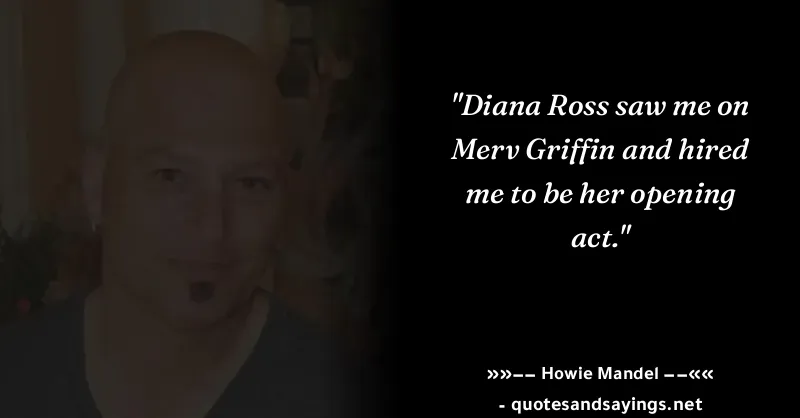 "Diana Ross saw me on
Merv Griffin and hired
me to be her opening
act."
»»−− Howie Mandel −−««
- quotesandsayings.net